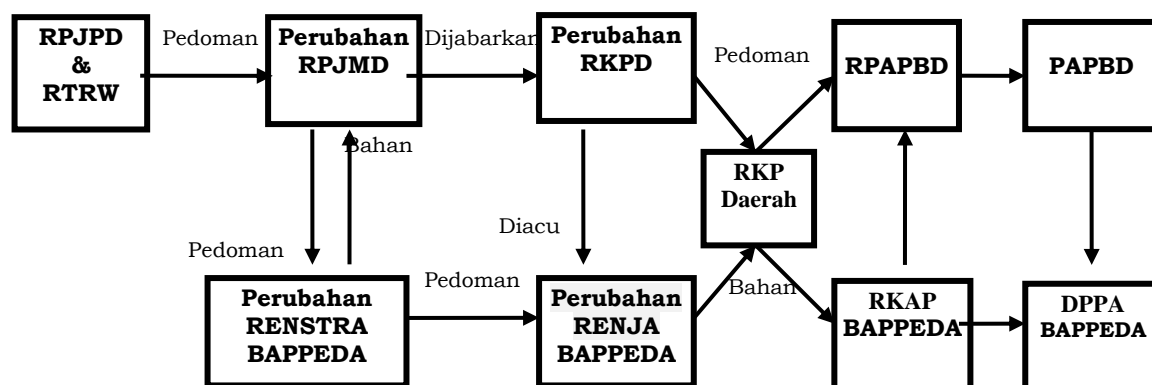 RPJPD
&
RTRW
Pedoman
Perubahan
RPJMD
Dijabarkan
Perubahan
RKPD
Pedoman
RPAPBD
PAPBD
Bahan
RKP
Daerah
Pedoman
Diacu
Perubahan
RENSTRA
BAPPEDA
Pedoman
Perubahan
RENJA
BAPPEDA
Bahan
RKAP
BAPPEDA
DPPA
BAPPEDA